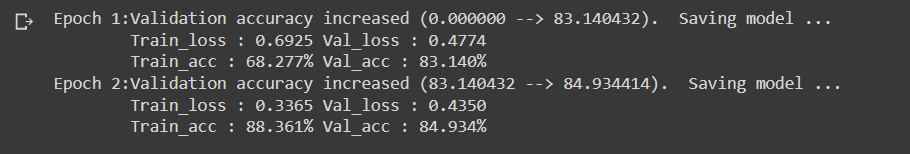 Epoch 1:Validation accuracy increased (0.000000 --> 83.140432).  Saving model ...
Train_loss : 0.6925 Val_loss : 0.4774
Train_acc : 68.277% Val_acc : 83.140%
Epoch 2:Validation accuracy increased (83.140432 --> 84.934414).  Saving model ...
Train_loss : 0.3365 Val_loss : 0.4350
Train_acc : 88.361% Val_acc : 84.934%